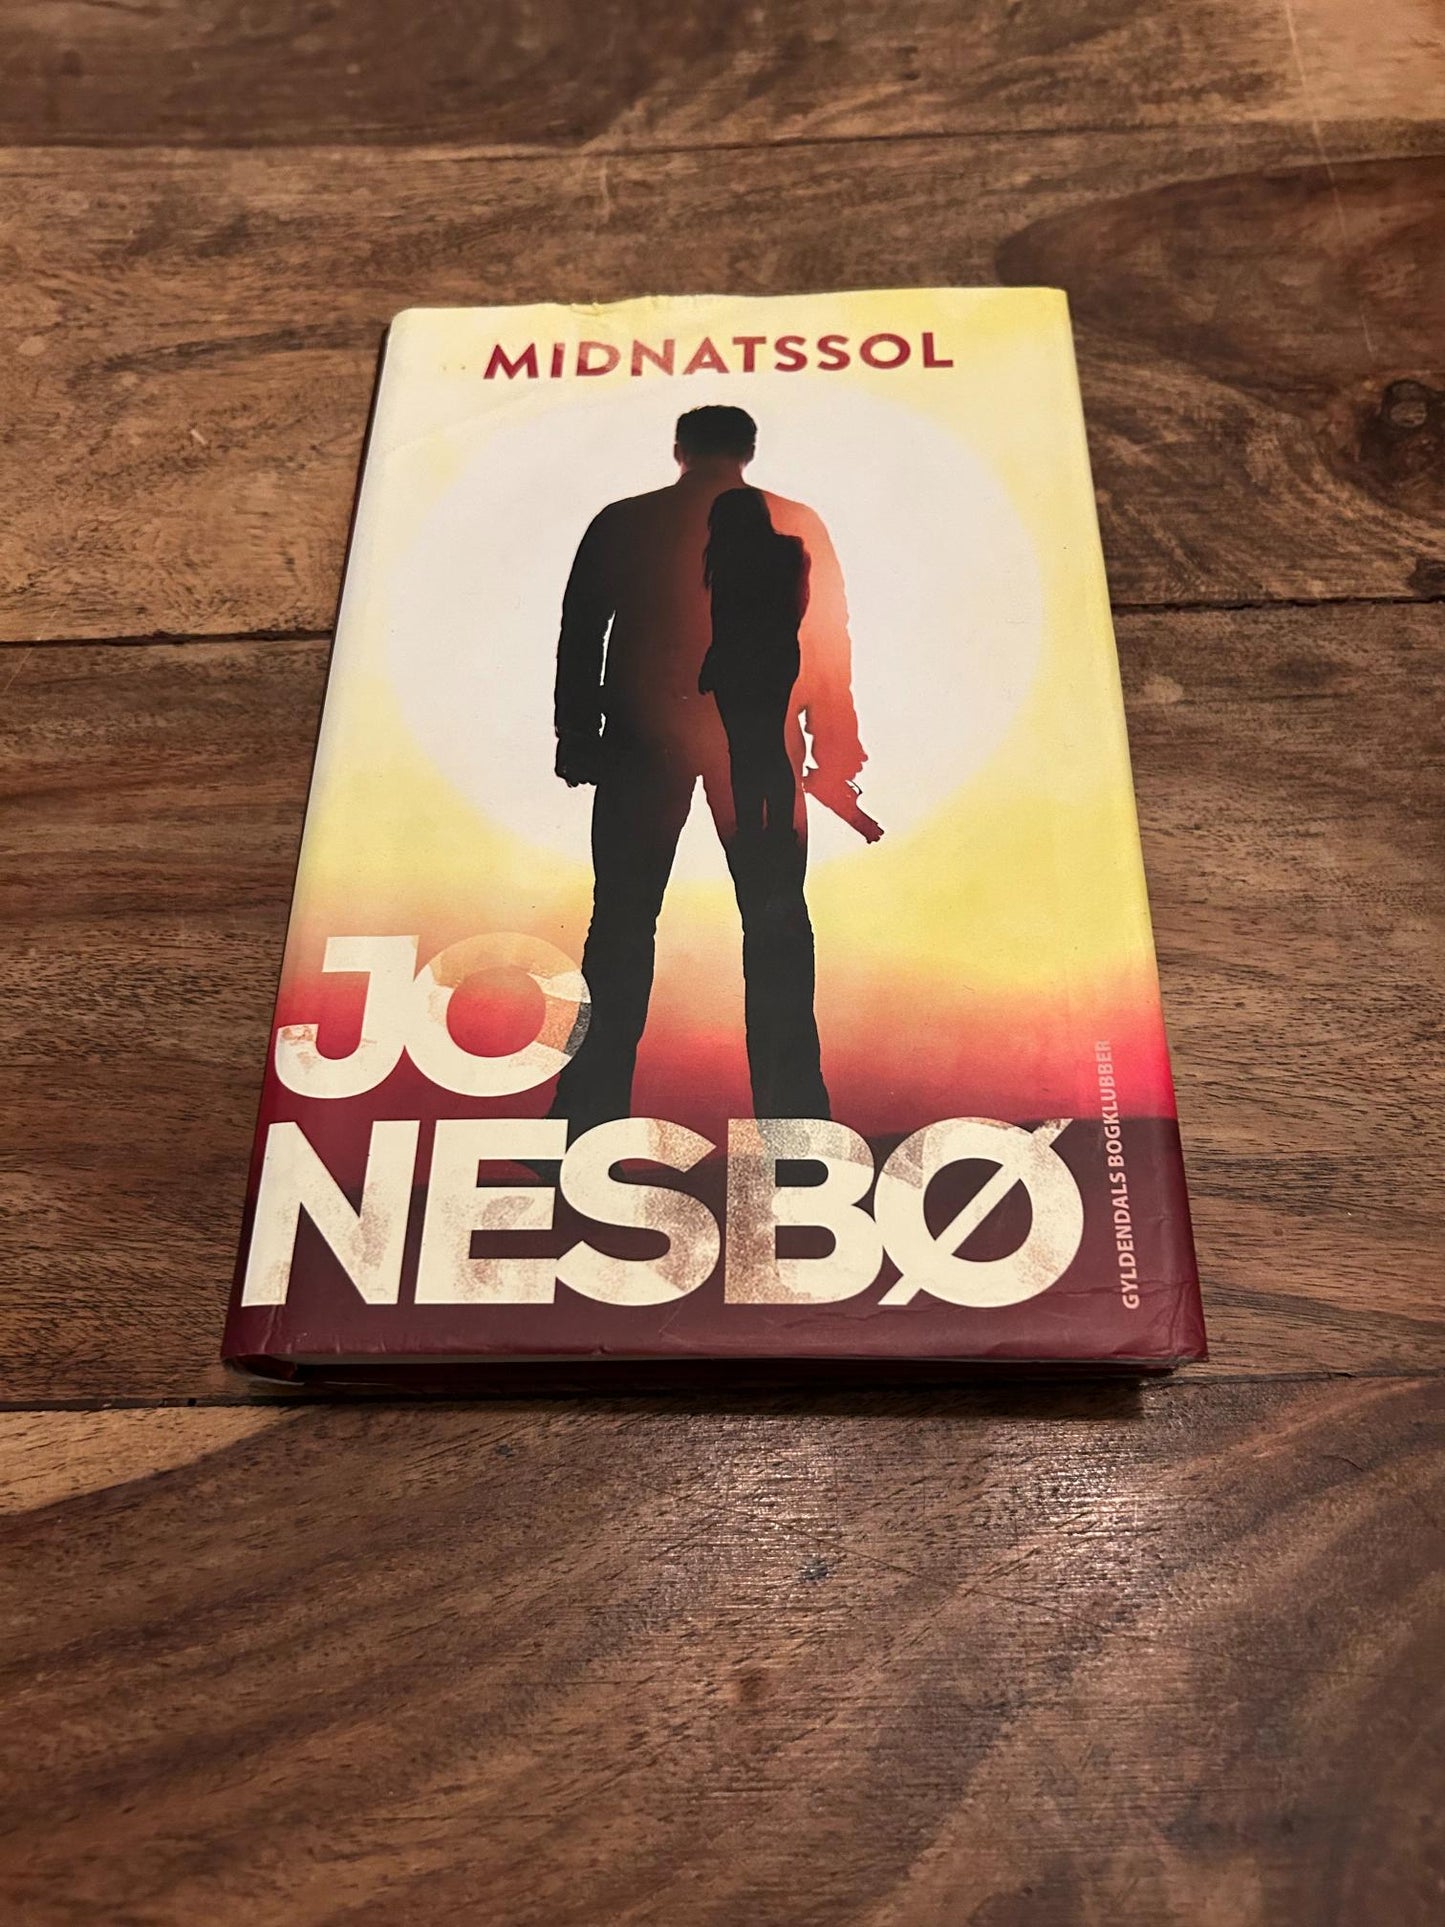 MIDNATSSOL
JO
NESBØ
GYLDENDALS BOGKLUBBER